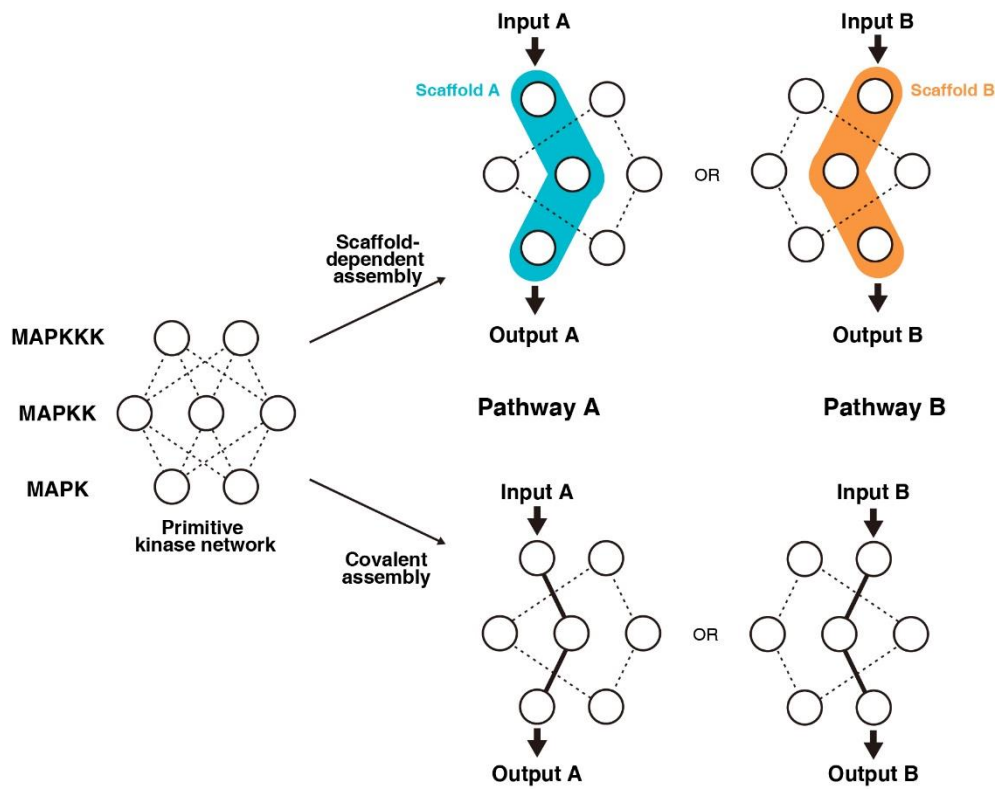 Input A
Input B
Scaffold A
Scaffold B
OR
Scaffold-
dependent
assembly
Output A
Output B
MAPKKK
MAPKK
MAPK
Primitive
kinase network
Pathway A
Pathway B
Covalent
assembly
Input A
Input B
OR
Output A
Output B